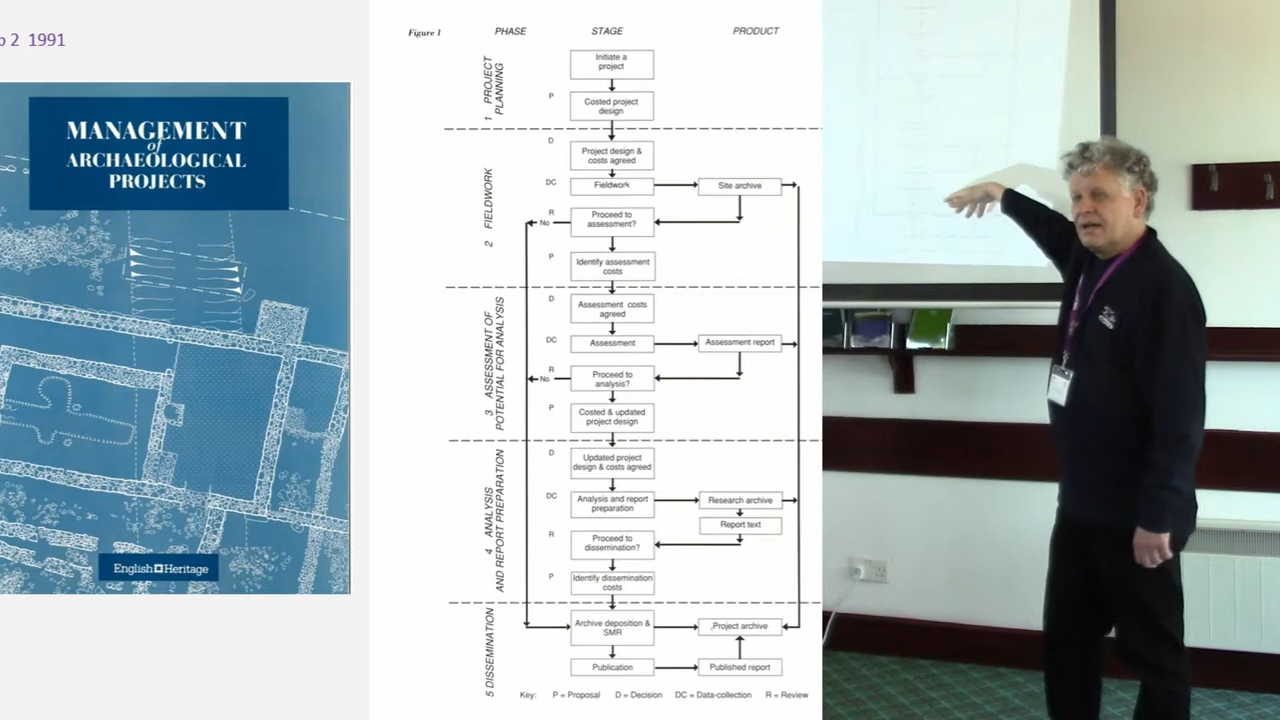 p 2 1991
MANAGEMENT
of
ARCHAEOLOGICAL
PROJECTS
English Heritage
Figure 1
PHASE
STAGE
PRODUCT
1 PROJECT
PLANNING
Initiate a
project
P
Costed project
design
2 FIELDWORK
D
Project design &
costs agreed
DC
Fieldwork
Site archive
R
No
Proceed to
assessment?
P
Identify assessment
costs
3 ASSESSMENT OF
POTENTIAL FOR ANALYSIS
D
Assessment costs
agreed
DC
Assessment
Assessment report
R
No
Proceed to
analysis?
P
Costed & updated
project design
4 ANALYSIS
AND REPORT PREPARATION
D
Updated project
design & costs agreed
DC
Analysis and report
preparation
Research archive
Report text
R
Proceed to
dissemination?
P
Identify dissemination
costs
5 DISSEMINATION
Archive deposition &
SMR
Project archive
Publication
Published report
Key: P = Proposal D = Decision DC = Data-collection R = Review